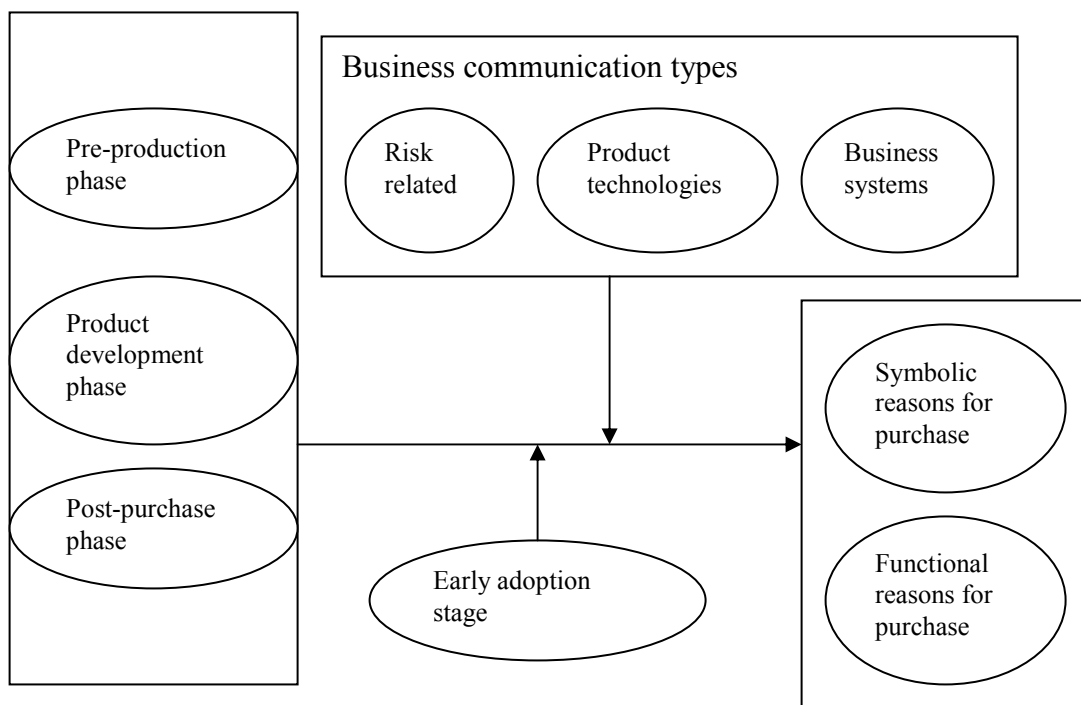 Business communication types
Pre-production
phase
Risk
related
Product
technologies
Business
systems
Product
development
phase
Symbolic
reasons for
purchase
Post-purchase
phase
Early adoption
stage
Functional
reasons for
purchase